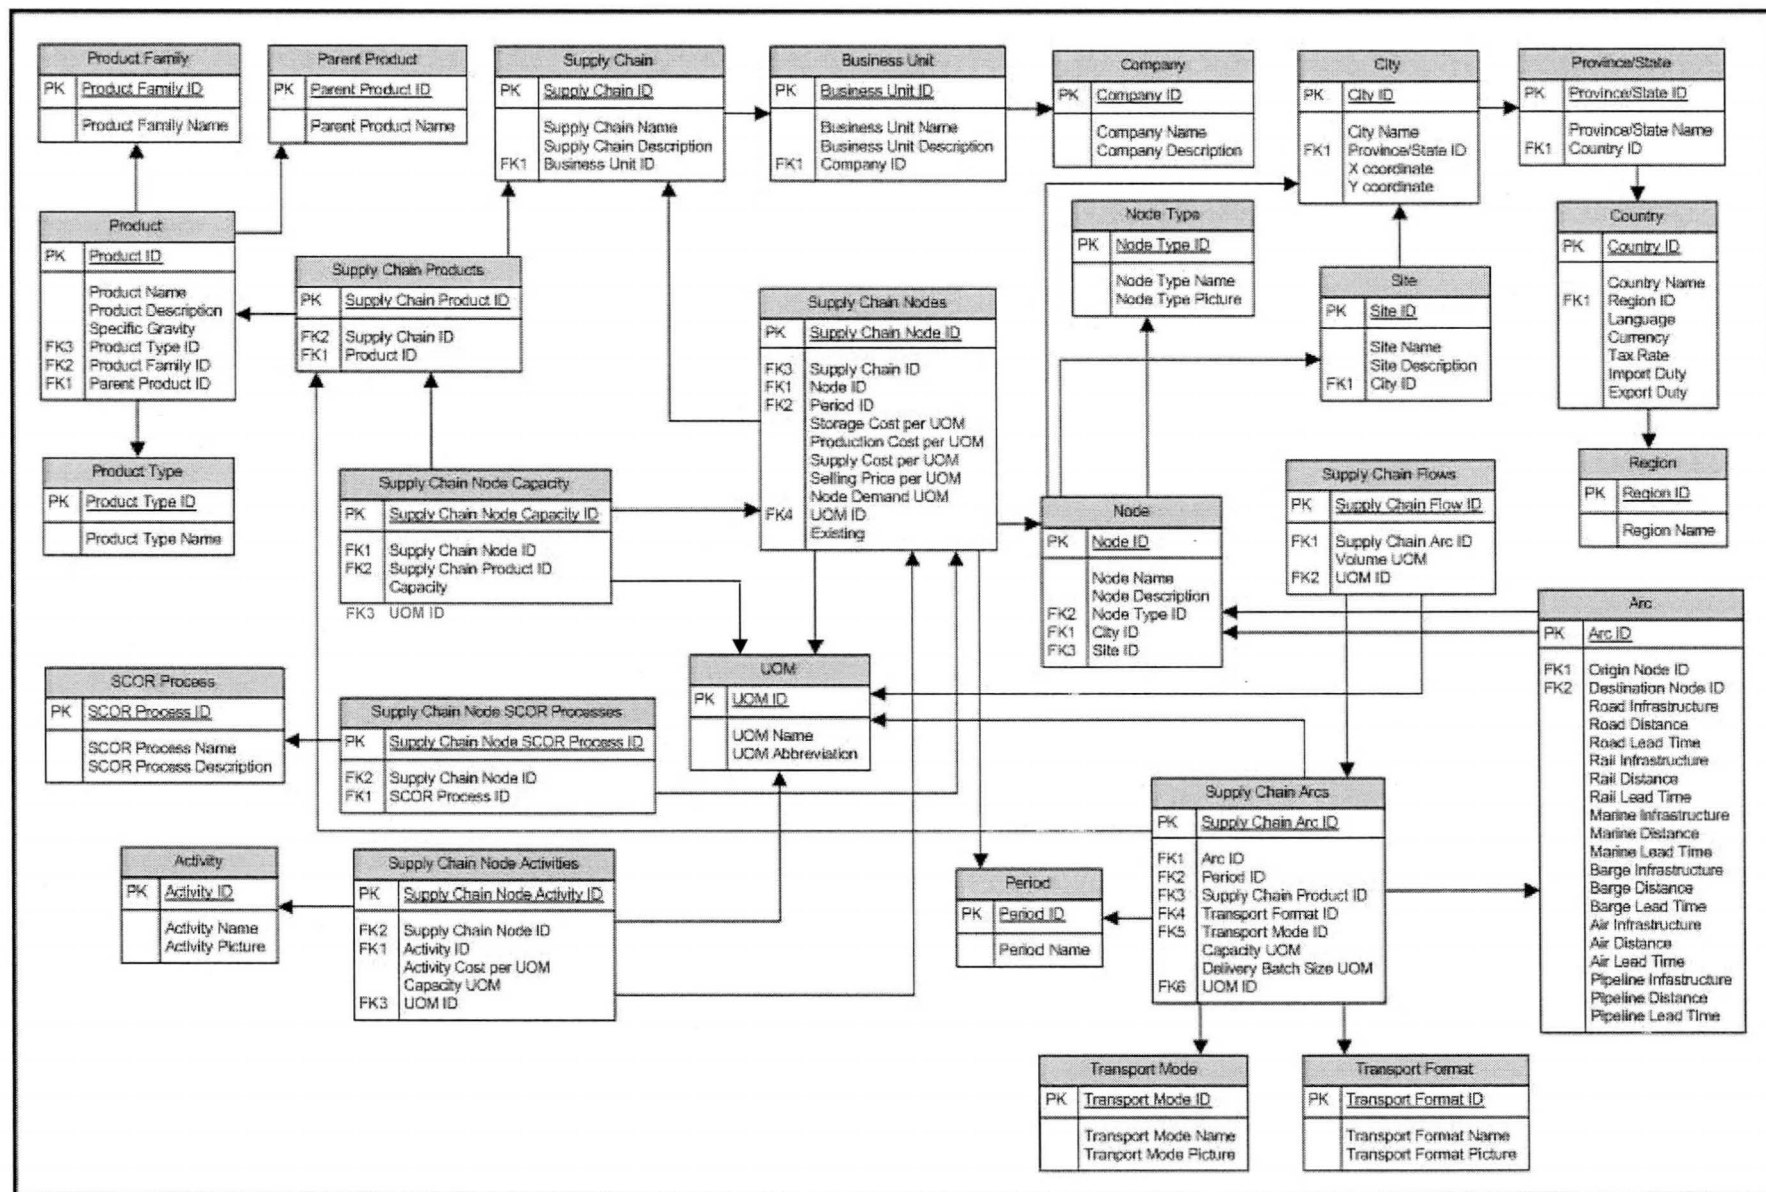 Product Family
PK Product Family ID
Product Family Name
Parent Product
PK Parent Product ID
Parent Product Name
Supply Chain
PK Supply Chain ID
Supply Chain Name
Supply Chain Description
FK1 Business Unit ID
Business Unit
PK Business Unit ID
Business Unit Name
Business Unit Description
FK1 Company ID
Company
PK Company ID
Company Name
Company Description
City
PK City ID
City Name
FK1 Province/State ID
X coordinate
Y coordinate
Province/State
PK Province/State ID
Province/State Name
FK1 Country ID
Product
PK Product ID
Product Name
Product Description
Specific Gravity
FK3 Product Type ID
FK2 Product Family ID
FK1 Parent Product ID
Supply Chain Products
PK Supply Chain Product ID
FK2 Supply Chain ID
FK1 Product ID
Node Type
PK Node Type ID
Node Type Name
Node Type Picture
Country
PK Country ID
Country Name
FK1 Region ID
Language
Currency
Tax Rate
Import Duty
Export Duty
Site
PK Site ID
Site Name
Site Description
FK1 City ID
Supply Chain Nodes
PK Supply Chain Node ID
FK3 Supply Chain ID
FK1 Node ID
FK2 Period ID
Storage Cost per UOM
Production Cost per UOM
Supply Cost per UOM
Selling Price per UOM
Node Demand UOM
FK4 UOM ID
Existing
Product Type
PK Product Type ID
Product Type Name
Supply Chain Node Capacity
PK Supply Chain Node Capacity ID
FK1 Supply Chain Node ID
FK2 Supply Chain Product ID
Capacity
FK3 UOM ID
Node
PK Node ID
Node Name
Node Description
FK2 Node Type ID
FK1 City ID
FK3 Site ID
Supply Chain Flows
PK Supply Chain Flow ID
FK1 Supply Chain Arc ID
Volume UOM
FK2 UOM ID
Region
PK Region ID
Region Name
Arc
PK Arc ID
FK1 Origin Node ID
FK2 Destination Node ID
Road Infrastructure
Road Distance
Road Lead Time
Rail Infrastructure
Rail Distance
Rail Lead Time
Marine Infrastructure
Marine Distance
Marine Lead Time
Barge Infrastructure
Barge Distance
Barge Lead Time
Air Infrastructure
Air Distance
Air Lead Time
Pipeline Infastructure
Pipeline Distance
Pipeline Lead Time
SCOR Process
PK SCOR Process ID
SCOR Process Name
SCOR Process Description
Supply Chain Node SCOR Processes
PK Supply Chain Node SCOR Process ID
FK2 Supply Chain Node ID
FK1 SCOR Process ID
UOM
PK UOM ID
UOM Name
UOM Abbreviation
Supply Chain Arcs
PK Supply Chain Arc ID
FK1 Arc ID
FK2 Period ID
FK3 Supply Chain Product ID
FK4 Transport Format ID
FK5 Transport Mode ID
Capacity UOM
Delivery Batch Size UOM
FK6 UOM ID
Activity
PK Activity ID
Activity Name
Activity Picture
Supply Chain Node Activities
PK Supply Chain Node Activity ID
FK2 Supply Chain Node ID
FK1 Activity ID
Activity Cost per UOM
Capacity UOM
FK3 UOM ID
Period
PK Period ID
Period Name
Transport Mode
PK Transport Mode ID
Transport Mode Name
Tranport Mode Picture
Transport Format
PK Transport Format ID
Transport Format Name
Transport Format Picture